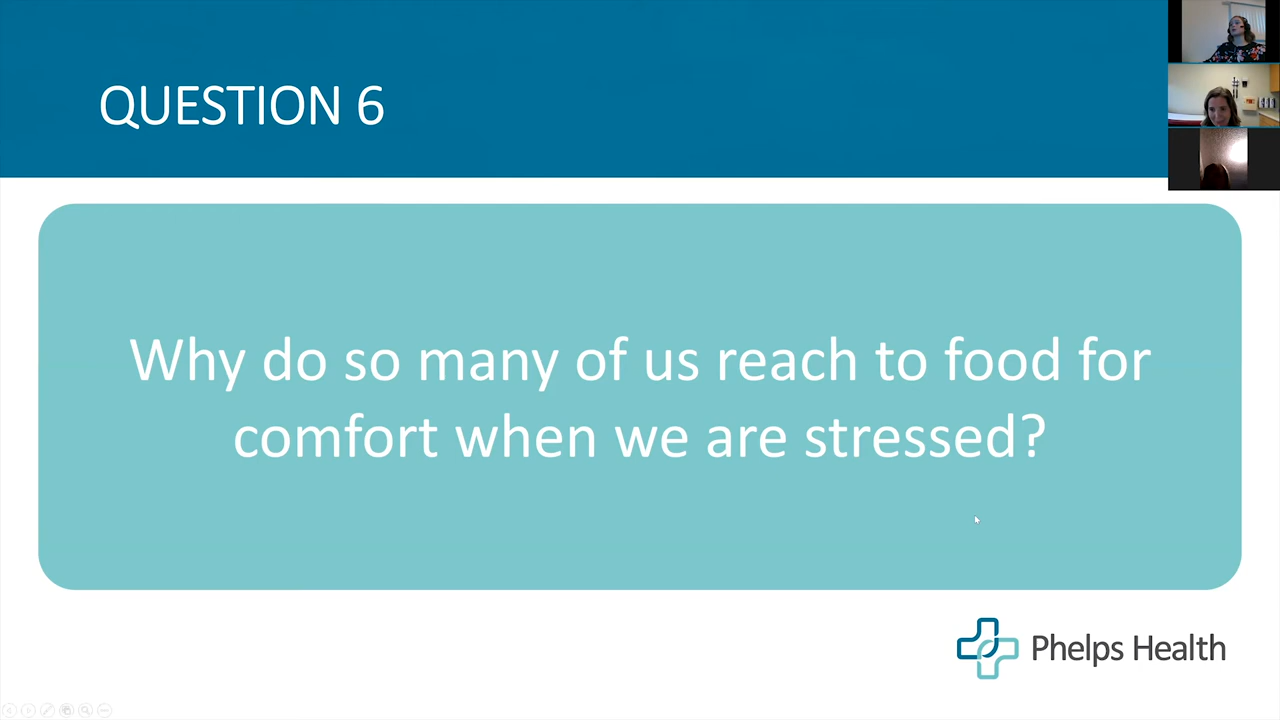 QUESTION 6
Why do so many of us reach to food for
comfort when we are stressed?
Phelps Health